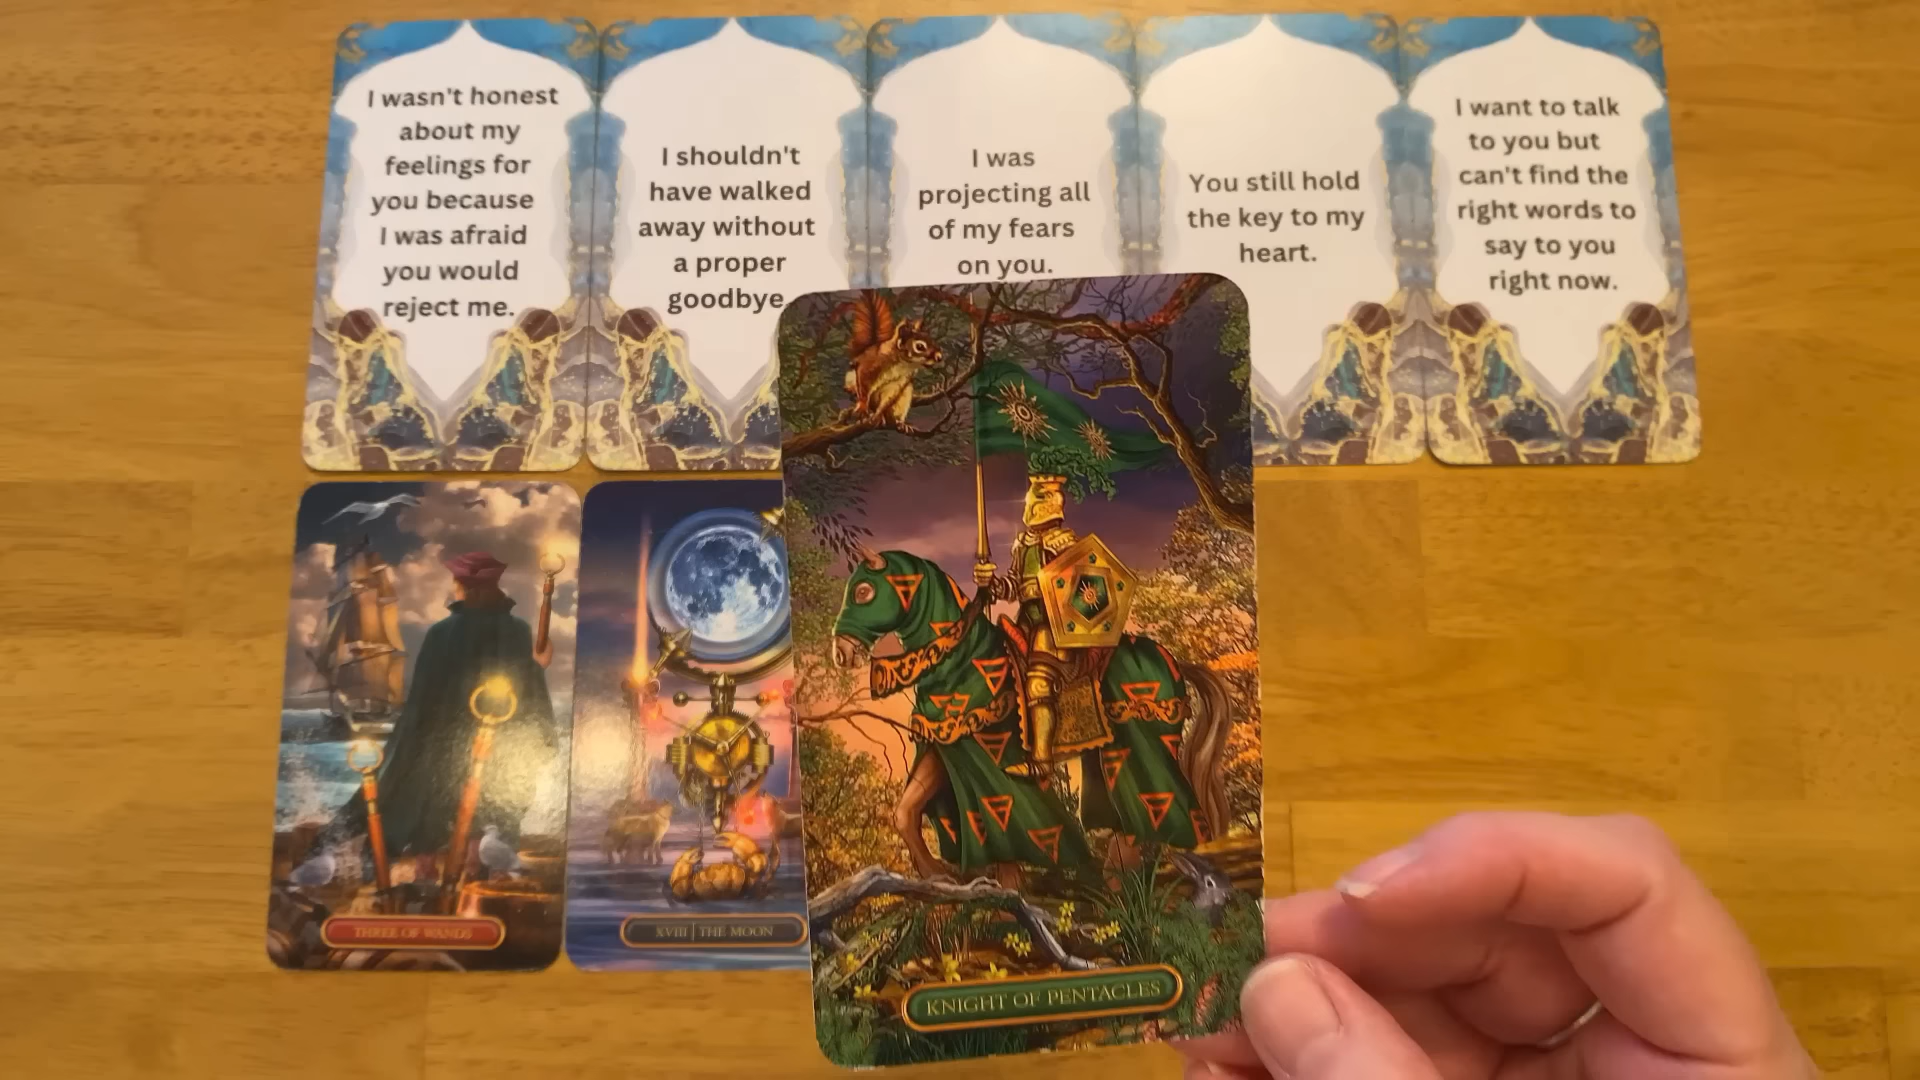 I wasn't honest
about my
feelings for
you because
I was afraid
you would
reject me.
I shouldn't
have walked
away without
a proper
goodbye
I was
projecting all
of my fears
on you.
You still hold
the key to my
heart.
I want to talk
to you but
can't find the
right words to
say to you
right now.
THREE OF WANDS
XVIII | THE MOON
KNIGHT OF PENTACLES